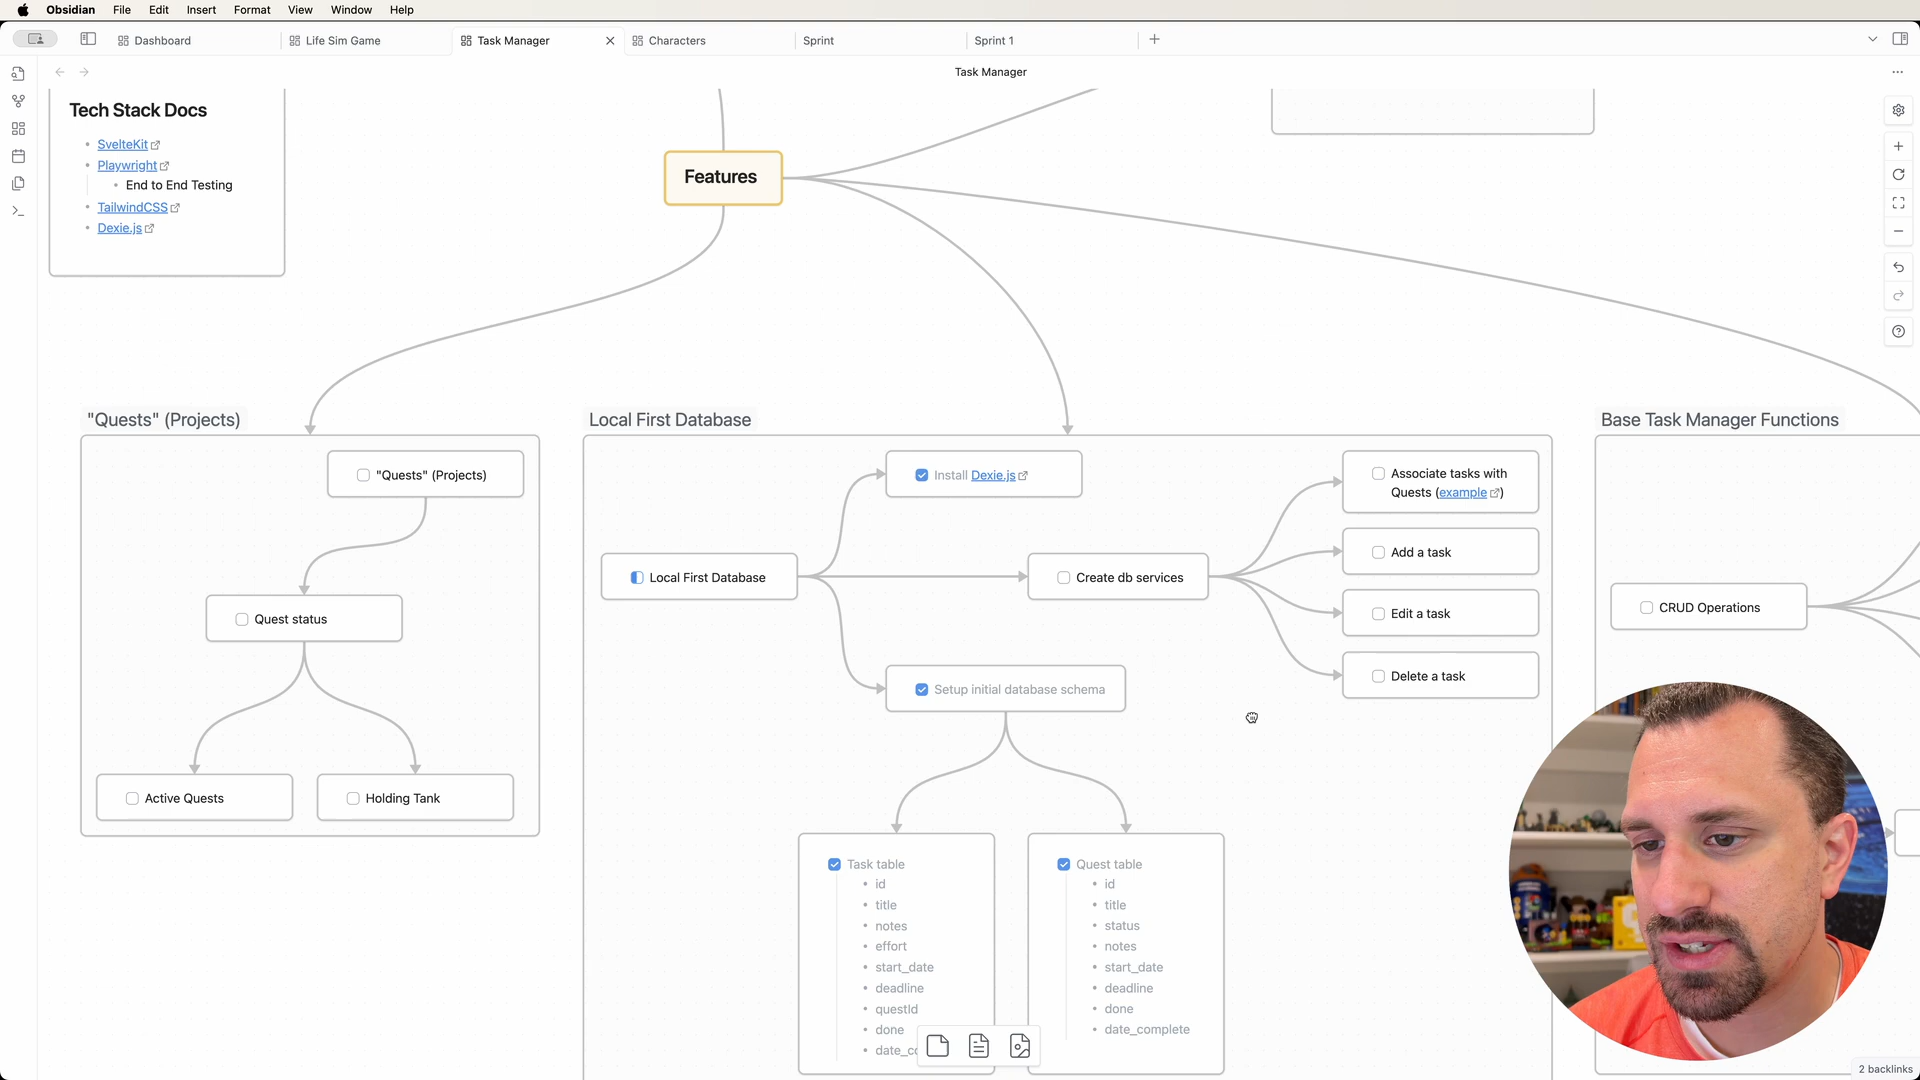 Obsidian File Edit Insert Format View Window Help
Dashboard Life Sim Game Task Manager Characters Sprint Sprint 1
Task Manager
Tech Stack Docs
SvelteKit
Playwright
End to End Testing
TailwindCSS
Dexie.js
Features
"Quests" (Projects)
"Quests" (Projects)
Quest status
Active Quests
Holding Tank
Local First Database
Install Dexie.js
Local First Database
Create db services
Setup initial database schema
Associate tasks with
Quests (example)
Add a task
Edit a task
Delete a task
Task table
id
title
notes
effort
start_date
deadline
questId
done
date_co
Quest table
id
title
status
notes
start_date
deadline
done
date_complete
Base Task Manager Functions
CRUD Operations
2 backlinks